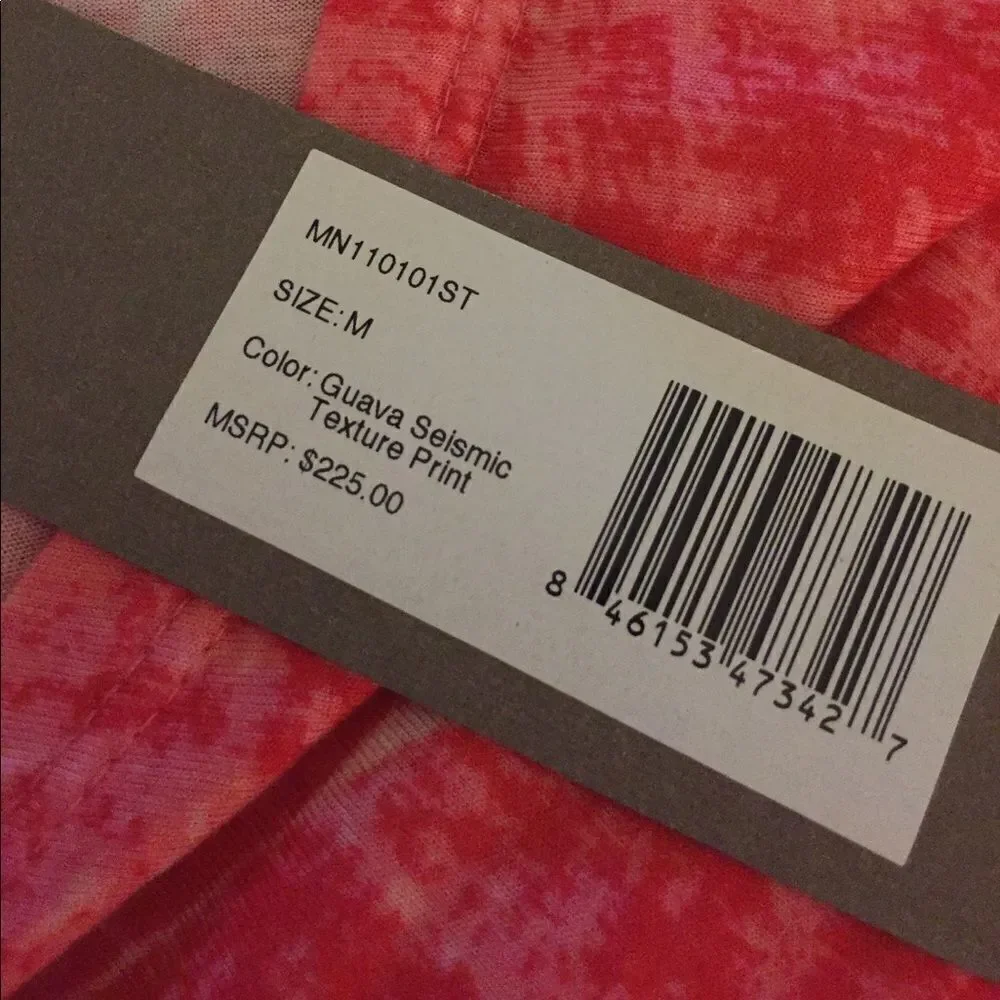 MN110101ST
SIZE: M
Color: Guava Seismic
Texture Print
MSRP: $225.00
8 46153 47342 7